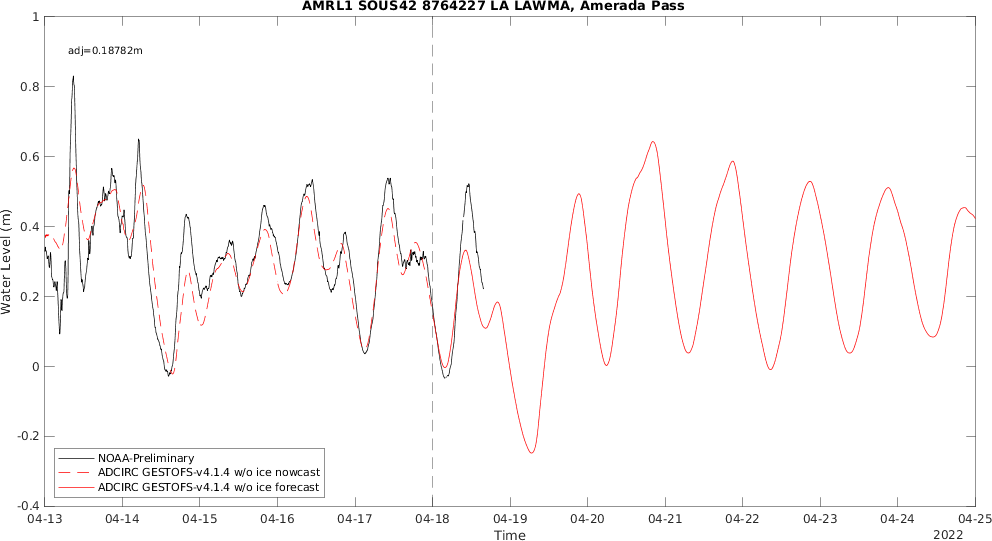 AMRL1 SOUS42 8764227 LA LAWMA, Amerada Pass
adj=0.18782m
1
0.8
0.6
0.4
0.2
0
-0.2
-0.4
Water Level (m)
NOAA-Preliminary
ADCIRC GESTOFS-v4.1.4 w/o ice nowcast
ADCIRC GESTOFS-v4.1.4 w/o ice forecast
04-13 04-14 04-15 04-16 04-17 04-18 04-19 04-20 04-21 04-22 04-23 04-24 04-25
Time
2022